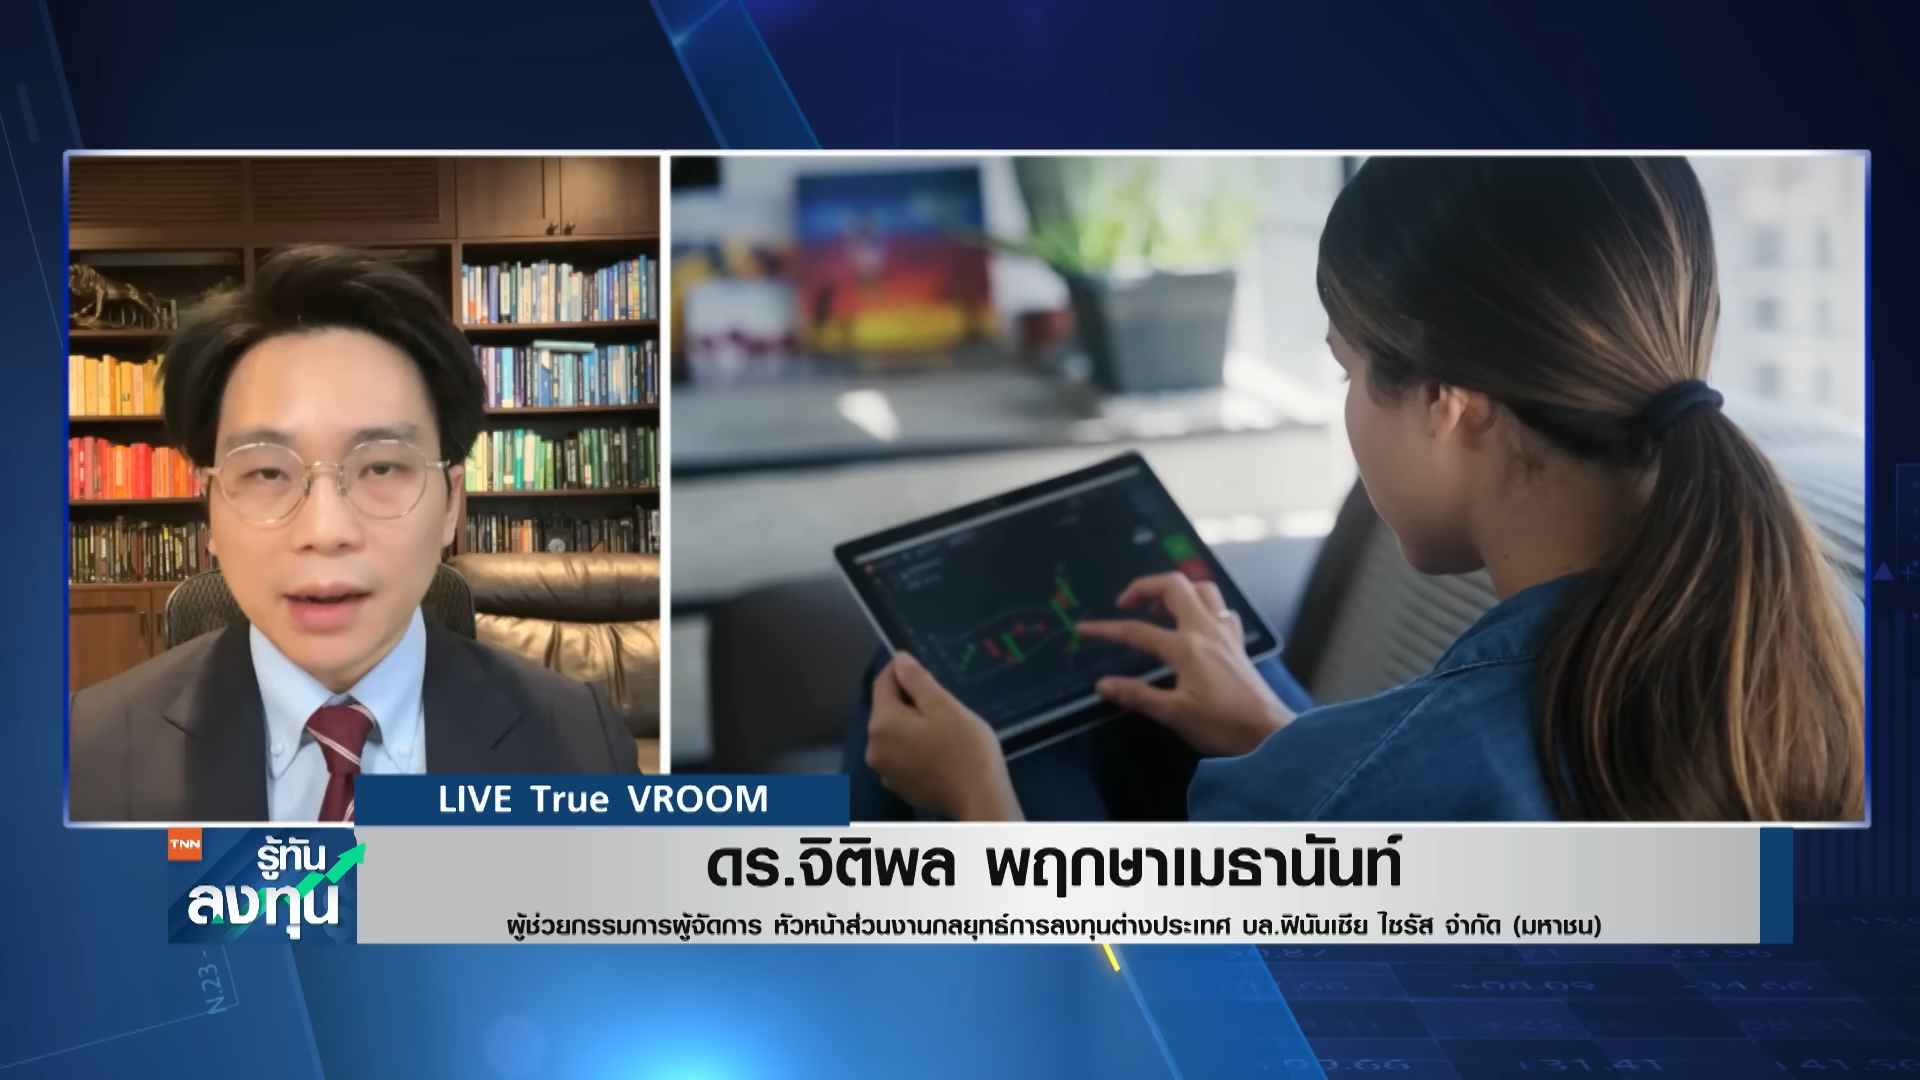 LIVE True VROOM
TNN
รู้ทัน
ลงทุน
ดร.จิติพล พฤกษาเมธานันท์
ผู้ช่วยกรรมการผู้จัดการ หัวหน้าส่วนงานกลยุทธ์การลงทุนต่างประเทศ บล.ฟินันเซีย ไซรัส จำกัด (มหาชน)